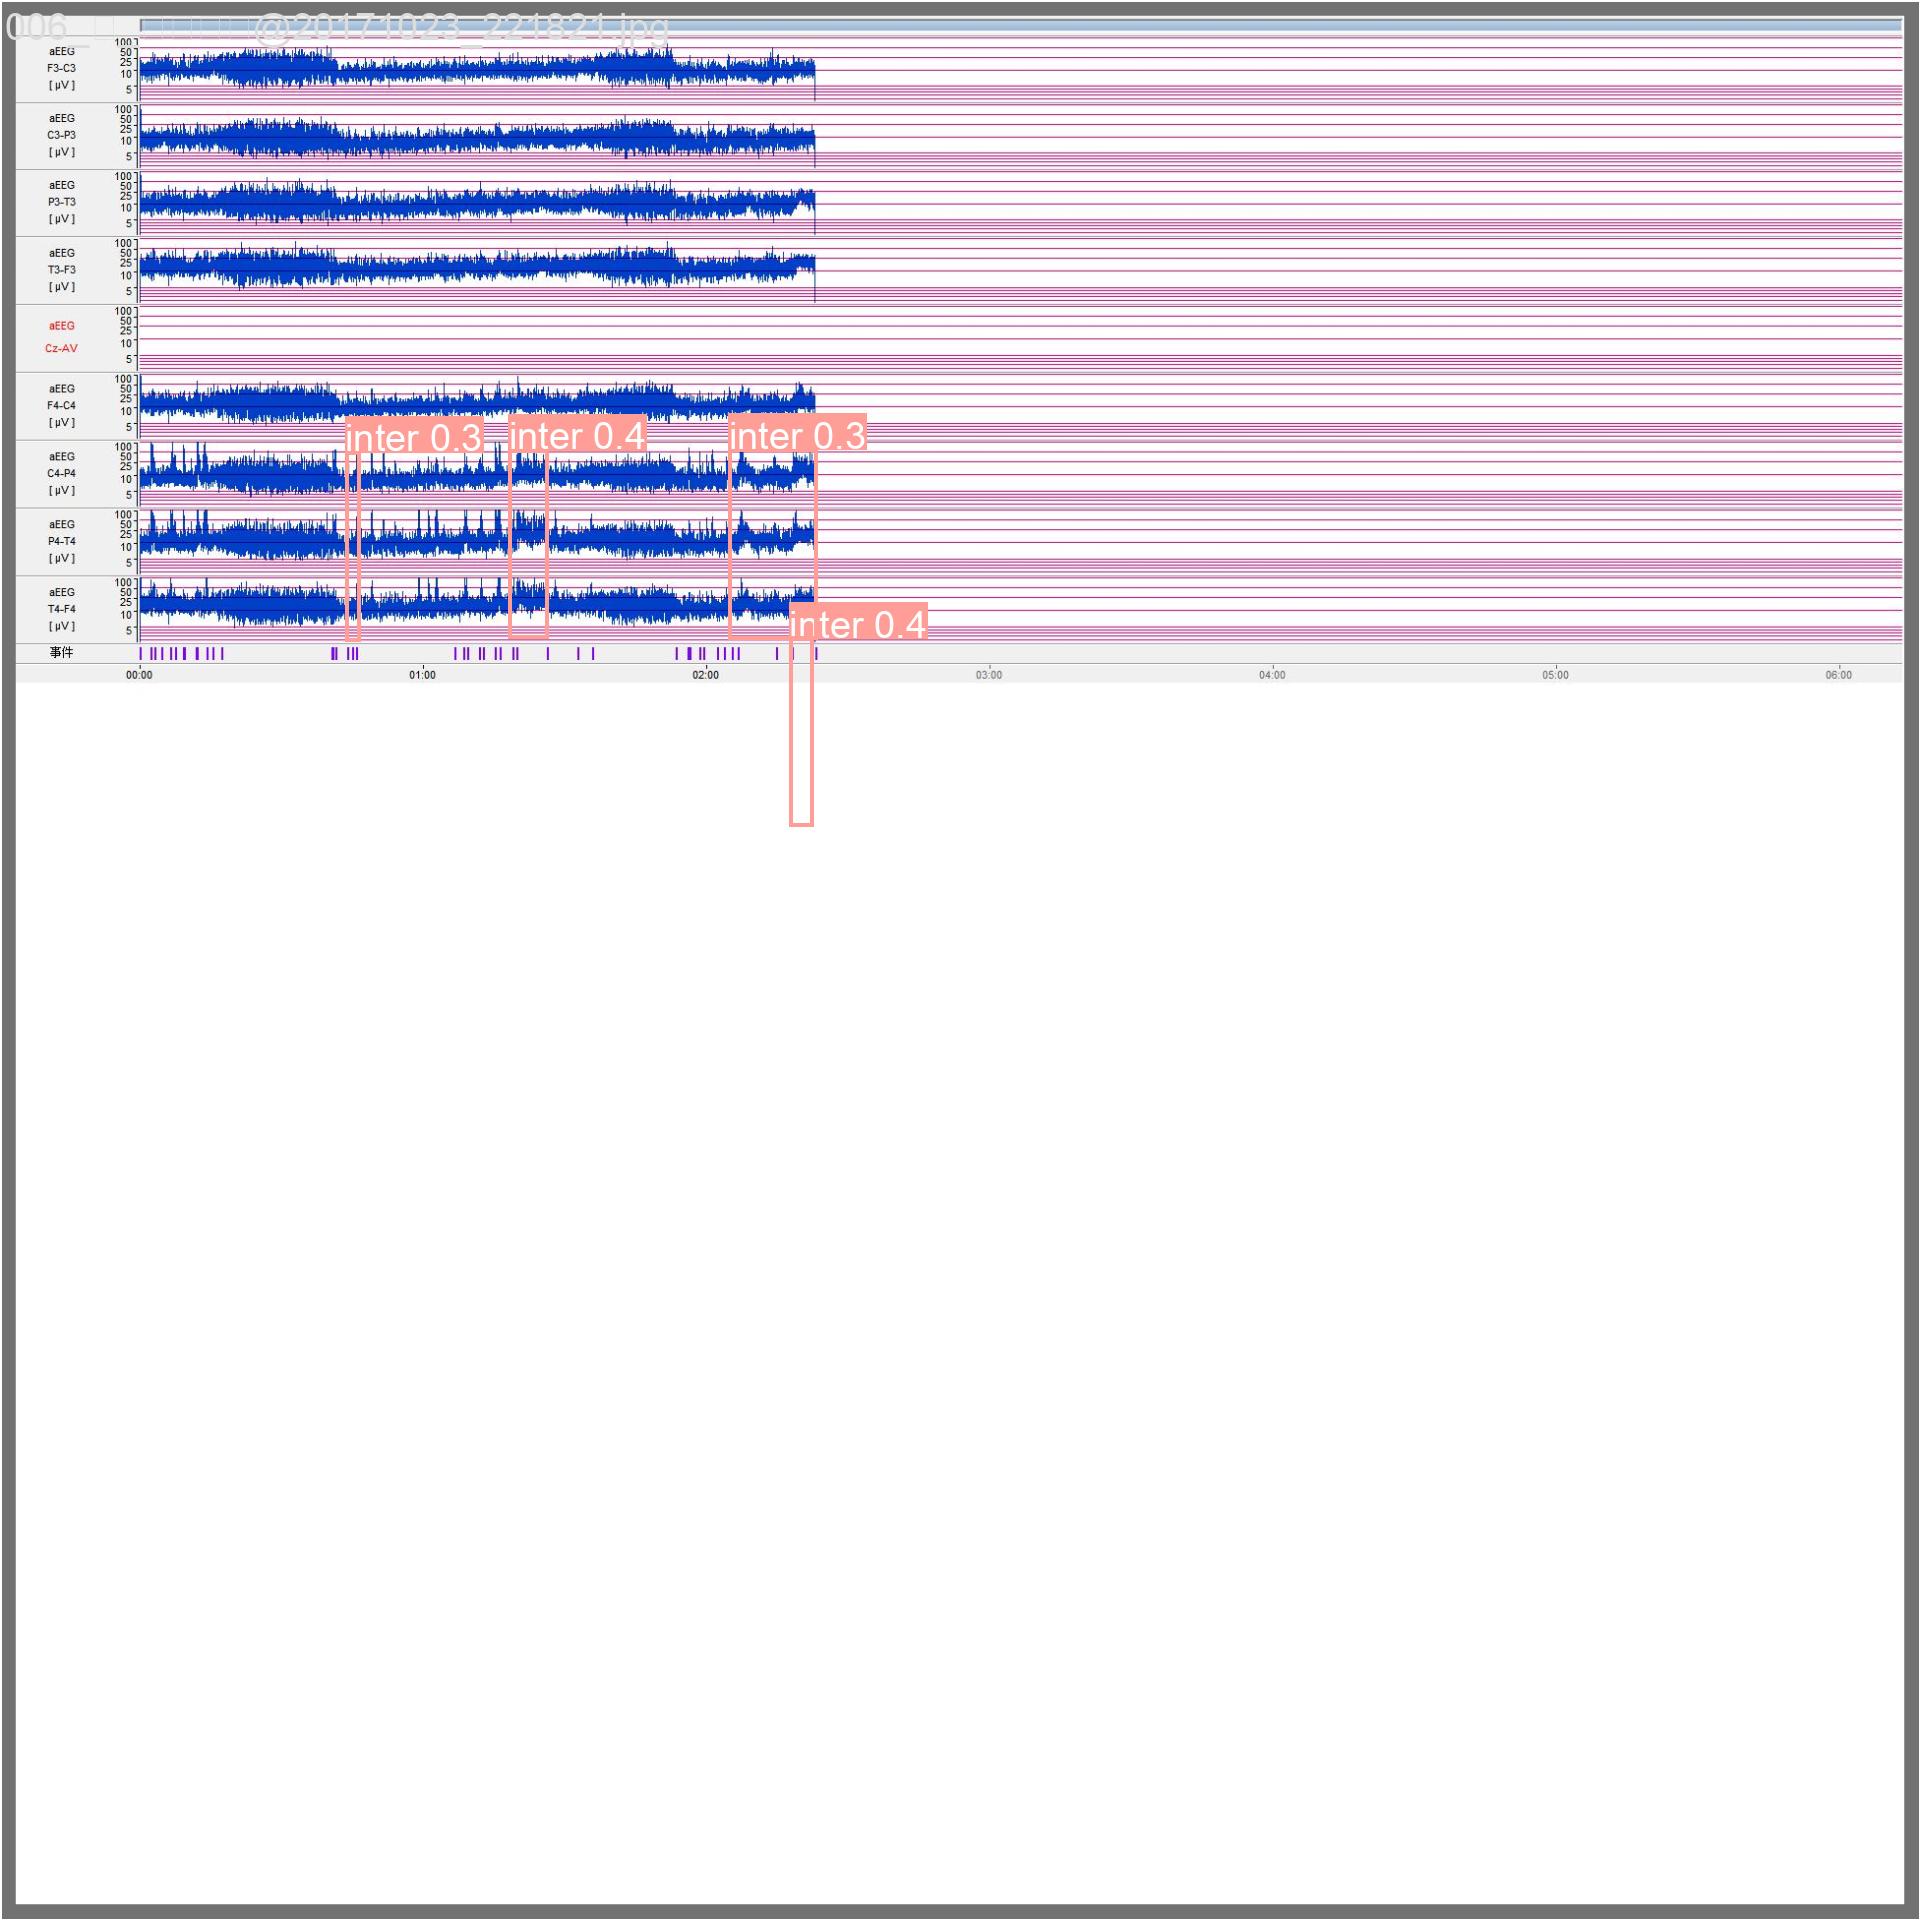 006_ @20171023_221821.jpg
aEEG
F3-C3
[ µV ]
100
50
25
10
5
aEEG
C3-P3
[ µV ]
100
50
25
10
5
aEEG
P3-T3
[ µV ]
100
50
25
10
5
aEEG
T3-F3
[ µV ]
100
50
25
10
5
aEEG
Cz-AV
100
50
25
10
5
aEEG
F4-C4
[ µV ]
100
50
25
10
5
inter 0.3 inter 0.4 inter 0.3
aEEG
C4-P4
[ µV ]
100
50
25
10
5
aEEG
P4-T4
[ µV ]
100
50
25
10
5
aEEG
T4-F4
[ µV ]
100
50
25
10
5
inter 0.4
事件
00:00 01:00 02:00 03:00 04:00 05:00 06:00